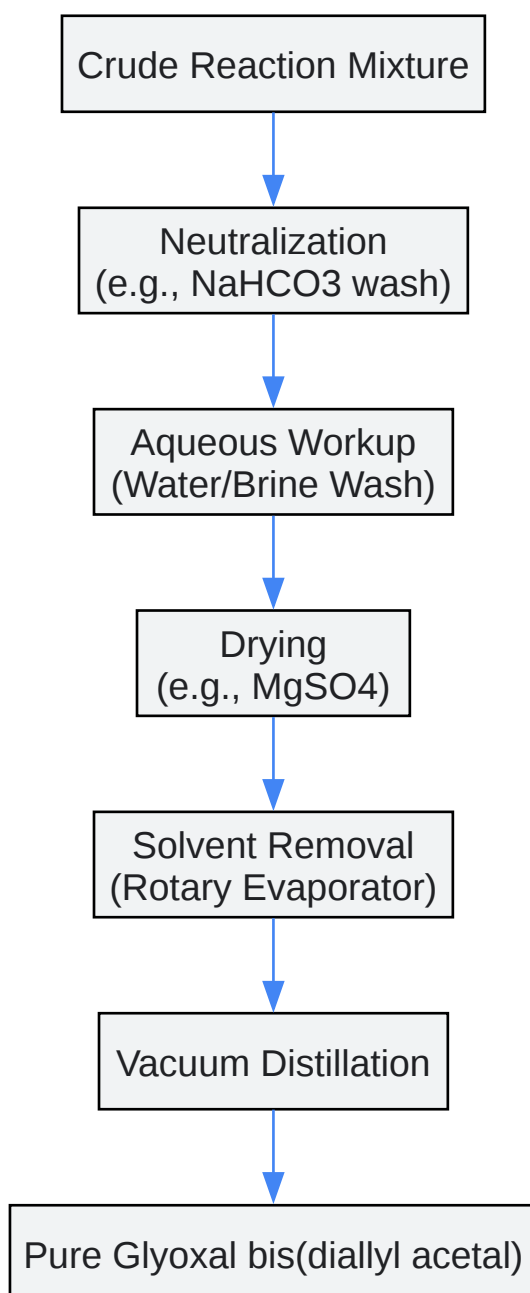 Crude Reaction Mixture
Neutralization
(e.g., NaHCO3 wash)
Aqueous Workup
(Water/Brine Wash)
Drying
(e.g., MgSO4)
Solvent Removal
(Rotary Evaporator)
Vacuum Distillation
Pure Glyoxal bis(diallyl acetal)